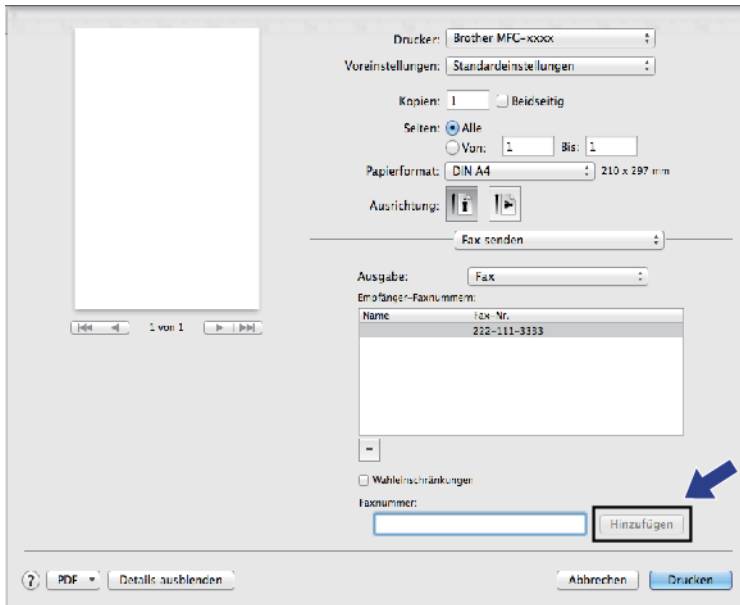 Drucker: Brother MFC-xxxx
Voreinstellungen: Standardeinstellungen
Kopien: 1 Beidseitig
Seiten: Alle
Von: 1 Bis: 1
Papierformat: DIN A4 210 x 297 mm
Ausrichtung:
Fax senden
Ausgabe: Fax
Empfänger-Faxnummern:
Name Fax-Nr.
222-111-3333
1 von 1
-
Wahleinschränkungen
Faxnummer:
Hinzufügen
? PDF Details ausblenden Abbrechen Drucken